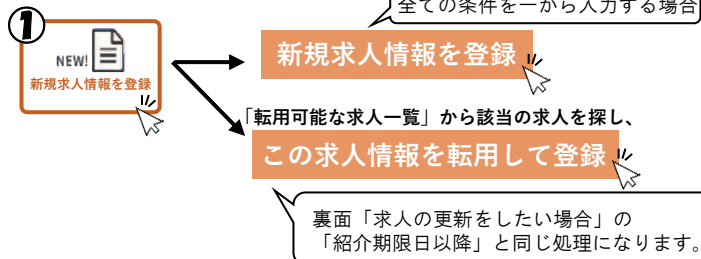 全ての条件を一から入力する場合
①
NEW!
新規求人情報を登録
新規求人情報を登録
「転用可能な求人一覧」から該当の求人を探し、
この求人情報を転用して登録
裏面「求人の更新をしたい場合」の
「紹介期限日以降」と同じ処理になります。